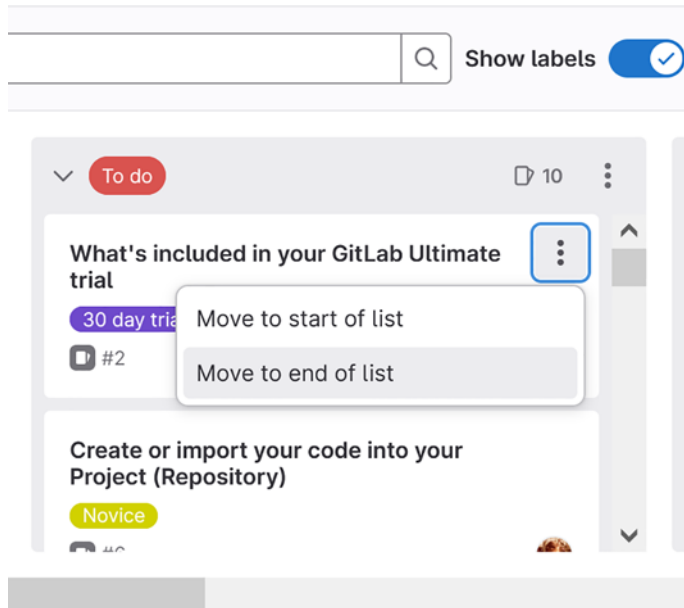 Show labels
To do
10
What's included in your GitLab Ultimate
trial
30 day
#2
Move to start of list
Move to end of list
Create or import your code into your
Project (Repository)
Novice